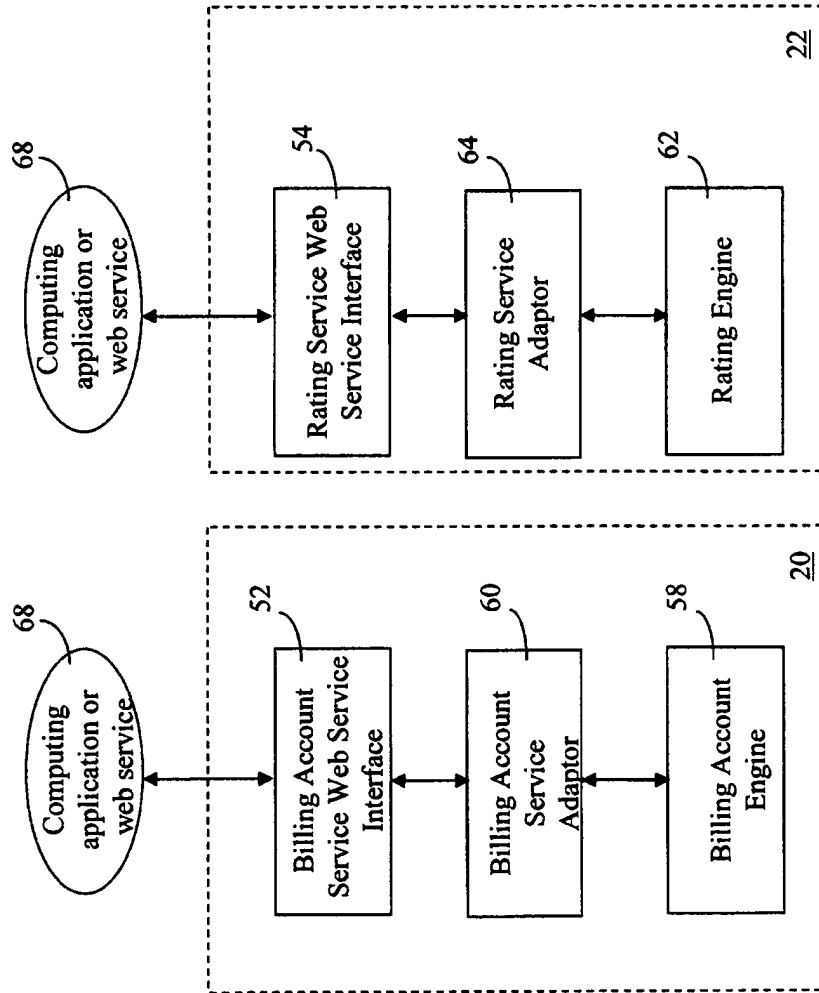 68
Computing
application or
web service
52
Billing Account
Service Web Service
Interface
60
Billing Account
Service
Adaptor
58
Billing Account
Engine
20
68
Computing
application or
web service
54
Rating Service Web
Service Interface
64
Rating Service
Adaptor
62
Rating Engine
22